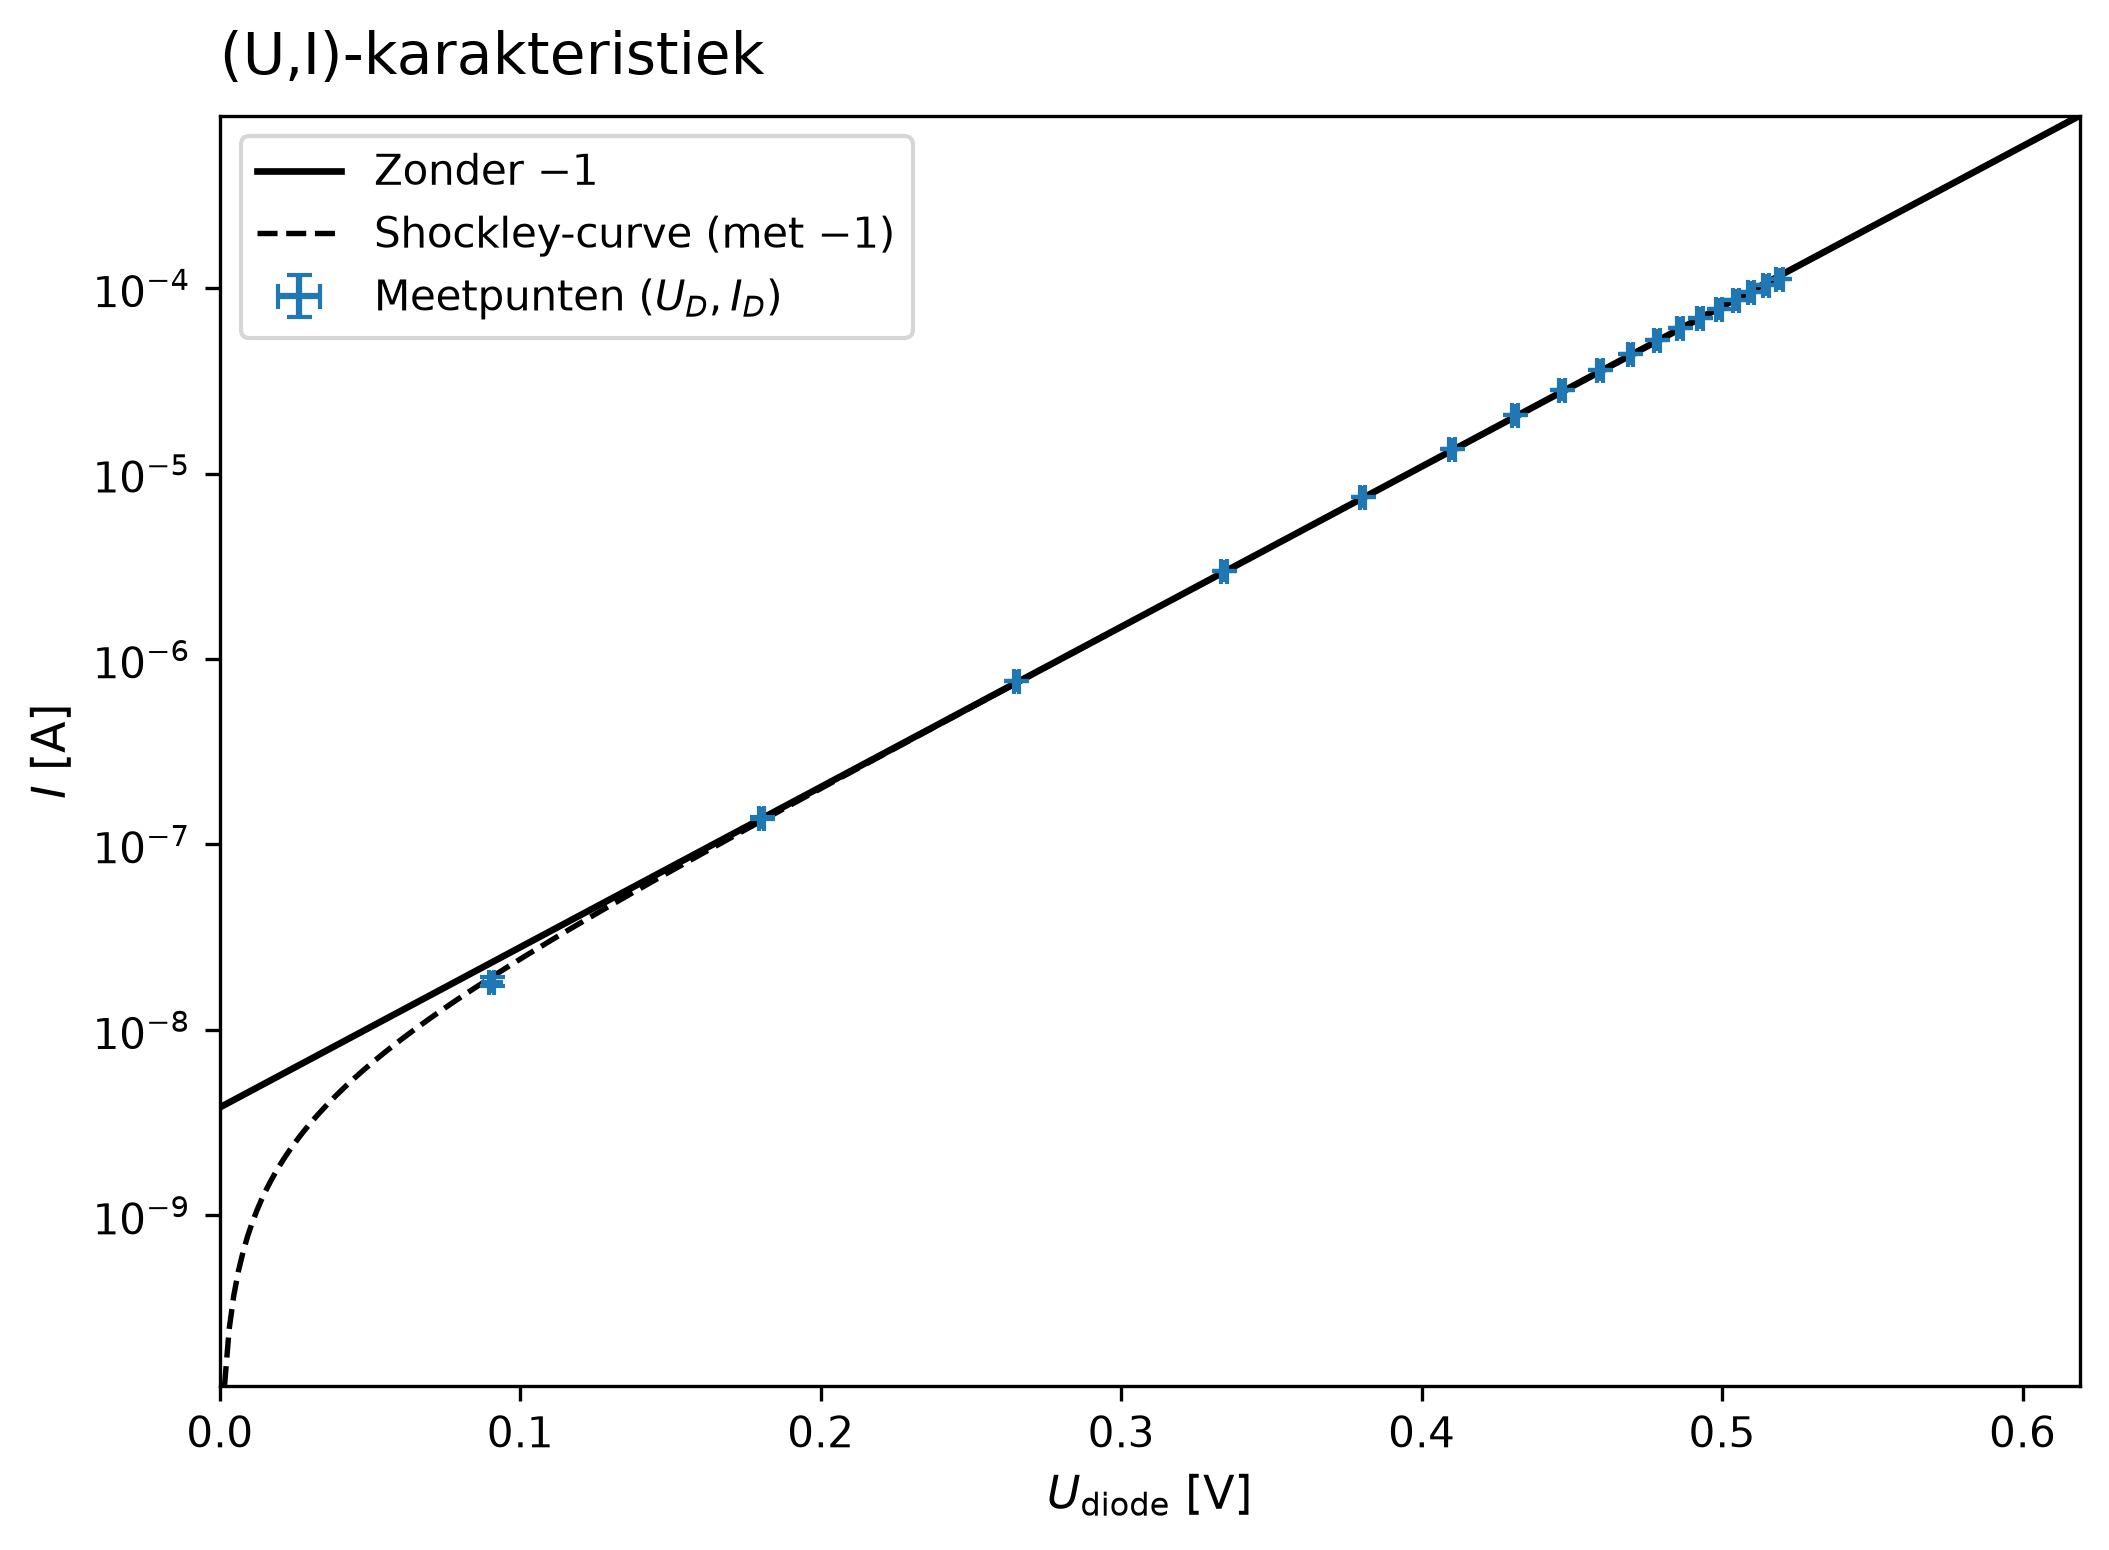 (U,I)-karakteristiek
Zonder −1
Shockley-curve (met −1)
Meetpunten (U_D, I_D)
10⁻⁴
10⁻⁵
10⁻⁶
10⁻⁷
10⁻⁸
10⁻⁹
I [A]
0.0 0.1 0.2 0.3 0.4 0.5 0.6
U_diode [V]